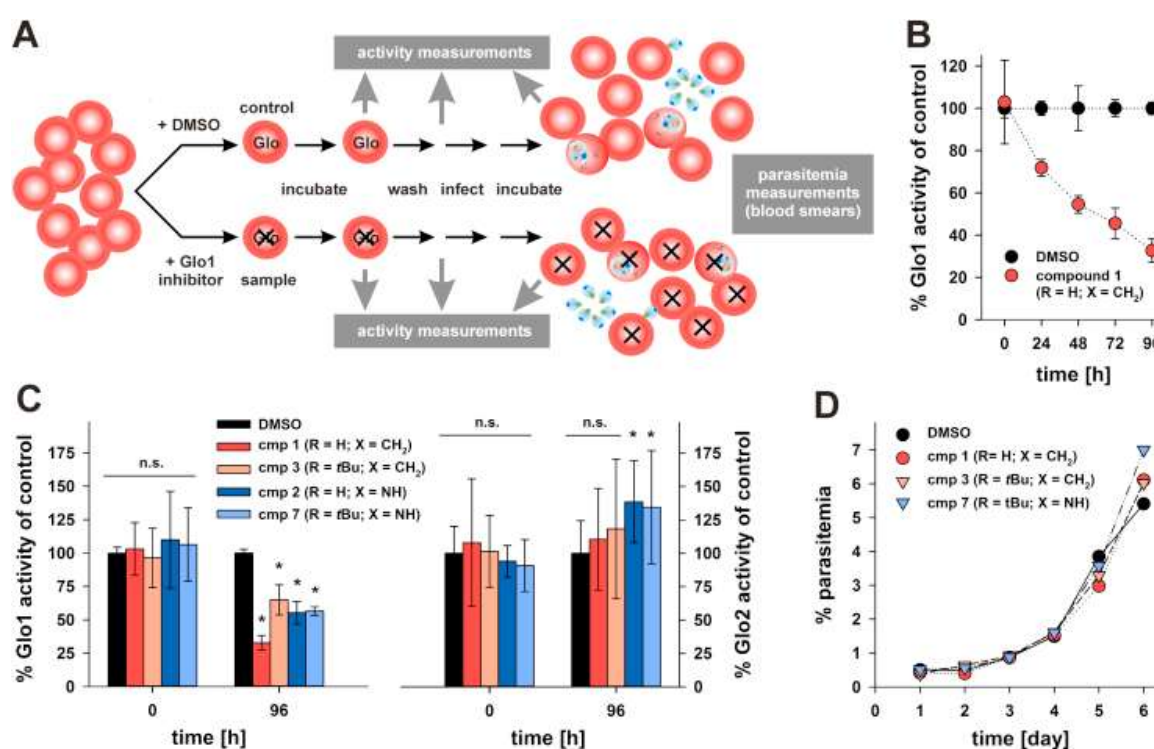 A
activity measurements
control
+ DMSO
Glo
Glo
incubate
wash
infect
incubate
Glo
Glo
+ Glo1
inhibitor
sample
activity measurements
parasitemia
measurements
(blood smears)
B
% Glo1 activity of control
120
100
80
60
40
20
0
DMSO
compound 1
(R = H; X = CH₂)
0 24 48 72 96
time [h]
C
% Glo1 activity of control
175
150
125
100
75
50
25
0
DMSO
cmp 1 (R = H; X = CH₂)
cmp 3 (R = tBu; X = CH₂)
cmp 2 (R = H; X = NH)
cmp 7 (R = tBu; X = NH)
n.s.
* * * *
0 96
time [h]
n.s.
n.s. * *
175
150
125
100
75
50
25
0
% Glo2 activity of control
0 96
time [h]
D
% parasitemia
7
6
5
4
3
2
1
0
DMSO
cmp 1 (R= H; X = CH₂)
cmp 3 (R = tBu; X = CH₂)
cmp 7 (R = tBu; X = NH)
0 1 2 3 4 5 6
time [day]